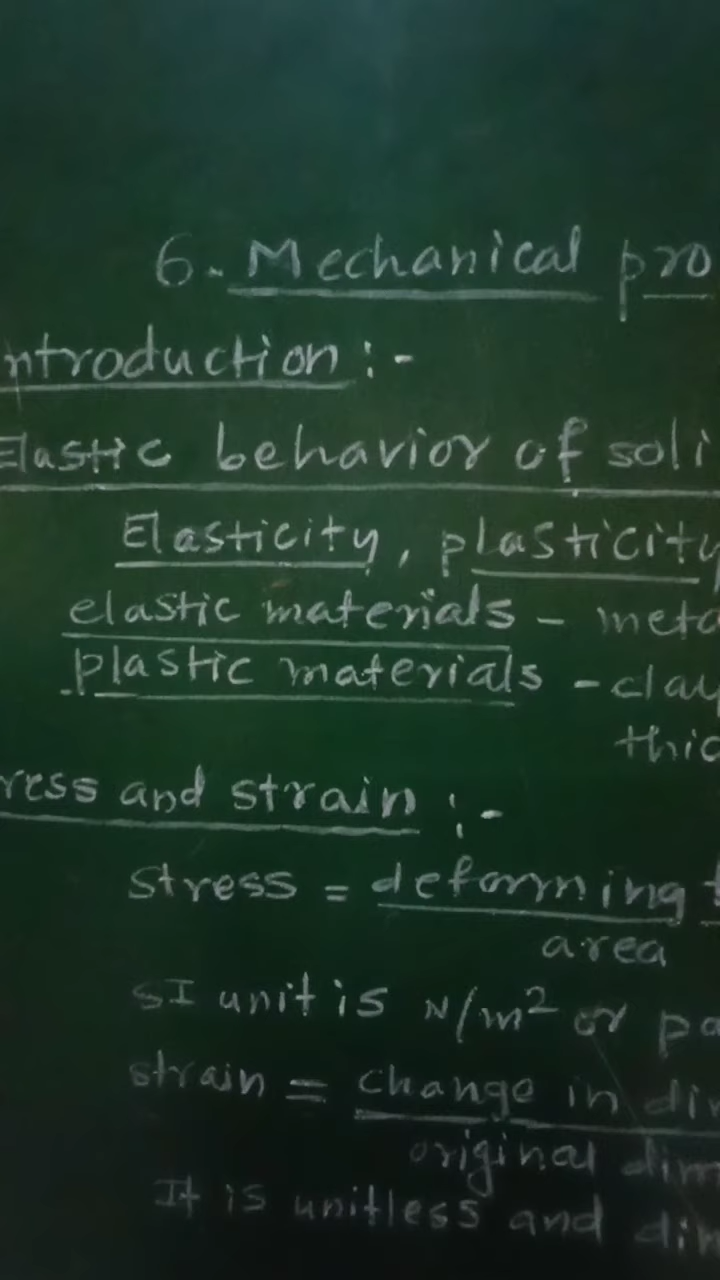 6. Mechanical pro
ntroduction :-
Elastic behavior of soli
Elasticity, plasticity
elastic materials - meta
plastic materials - clay
thic
ress and strain :-
stress = deforming f
area
SI unit is N/m² or pa
strain = change in dim
original dim
It is unitless and dim